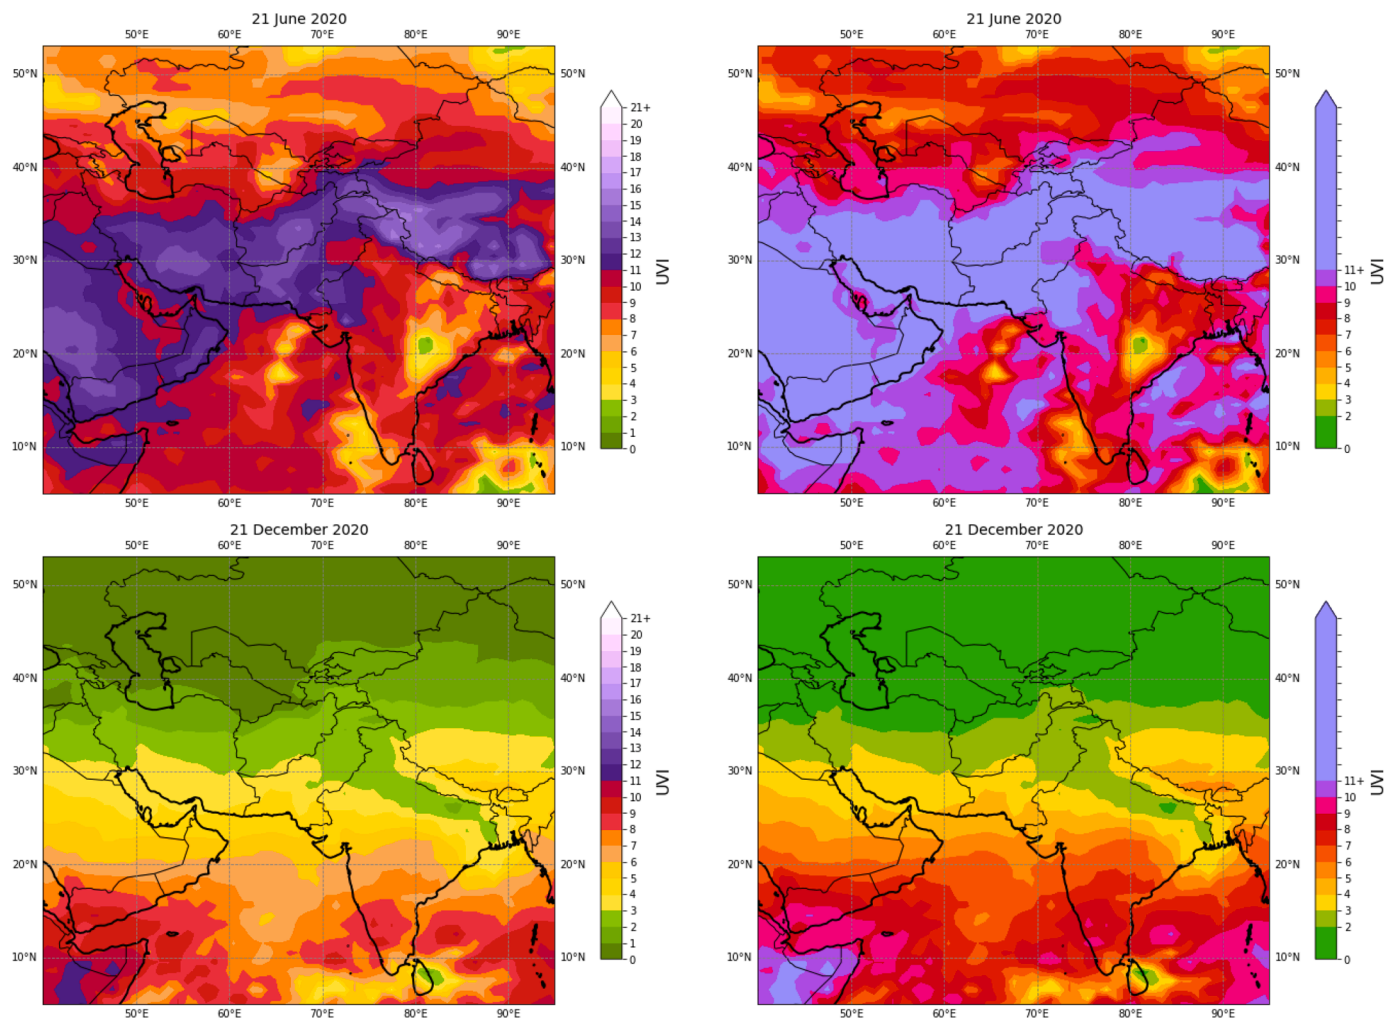 21 June 2020
50°E 60°E 70°E 80°E 90°E
50°N 50°N
40°N 40°N
30°N 30°N
20°N 20°N
10°N 10°N
50°E 60°E 70°E 80°E 90°E
21+
20
19
18
17
16
15
14
13
12
11
10
9
8
7
6
5
4
3
2
1
0
UVI
21 June 2020
50°E 60°E 70°E 80°E 90°E
50°N 50°N
40°N 40°N
30°N 30°N
20°N 20°N
10°N 10°N
50°E 60°E 70°E 80°E 90°E
11+
10
9
8
7
6
5
4
3
2
0
UVI
21 December 2020
50°E 60°E 70°E 80°E 90°E
50°N 50°N
40°N 40°N
30°N 30°N
20°N 20°N
10°N 10°N
50°E 60°E 70°E 80°E 90°E
21+
20
19
18
17
16
15
14
13
12
11
10
9
8
7
6
5
4
3
2
1
0
UVI
21 December 2020
50°E 60°E 70°E 80°E 90°E
50°N 50°N
40°N 40°N
30°N 30°N
20°N 20°N
10°N 10°N
50°E 60°E 70°E 80°E 90°E
11+
10
9
8
7
6
5
4
3
2
0
UVI